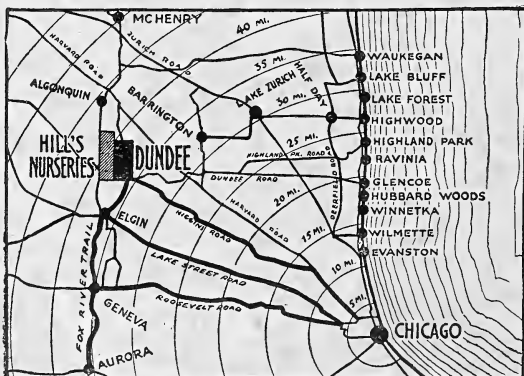 MCHENRY
40 MI.
HARVARD ROAD
ZURICH ROAD
35 MI.
WAUKEGAN
LAKE BLUFF
ALGONQUIN
BARRINGTON
LAKE ZURICH
HALF DAY
30 MI.
LAKE FOREST
HIGHWOOD
HILL'S
NURSERIES
DUNDEE
25 MI.
HIGHLAND PK. ROAD
HIGHLAND PARK
RAVINIA
DUNDEE ROAD
DEERFIELD ROAD
GLENCOE
20 MI.
HUBBARD WOODS
WINNETKA
ELGIN
HIGGINS ROAD
HARVARD ROAD
15 MI.
WILMETTE
EVANSTON
10 MI.
LAKE STREET ROAD
FOX RIVER TRAIL
5 MI.
GENEVA
ROOSEVELT ROAD
CHICAGO
AURORA